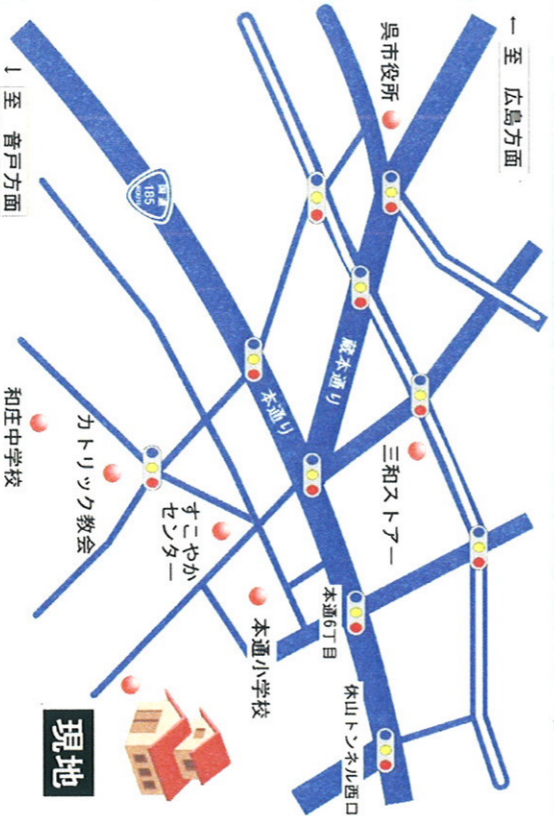 ← 至 広島方面
呉市役所
↓ 至 音戸方面
国道
185
ROUTE
蔵本通り
本通り
三和ストアー
本通6丁目
休山トンネル西口
すこやか
センター
本通小学校
カトリック教会
和庄中学校
現地